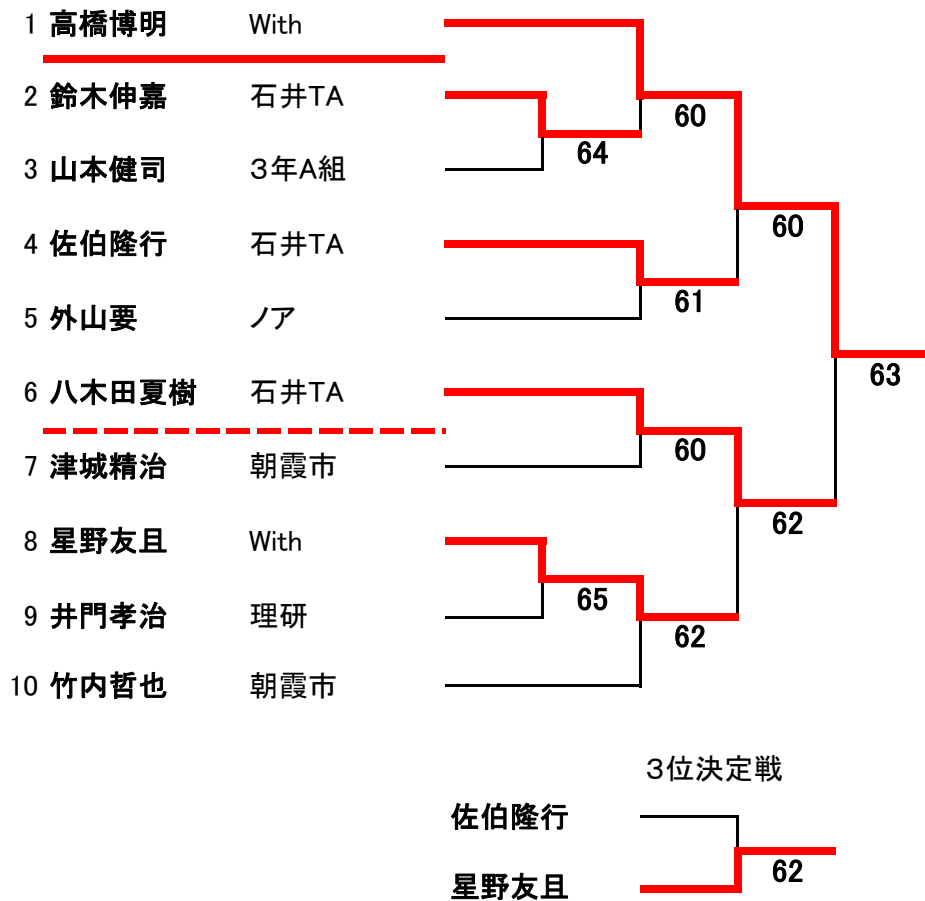 1 高橋博明 With
2 鈴木伸嘉 石井TA
60
64
3 山本健司 3年A組
4 佐伯隆行 石井TA
60
61
5 外山要 ノア
63
6 八木田夏樹 石井TA
60
7 津城精治 朝霞市
62
8 星野友且 With
65
9 井門孝治 理研
62
10 竹内哲也 朝霞市
3位決定戦
佐伯隆行
62
星野友且